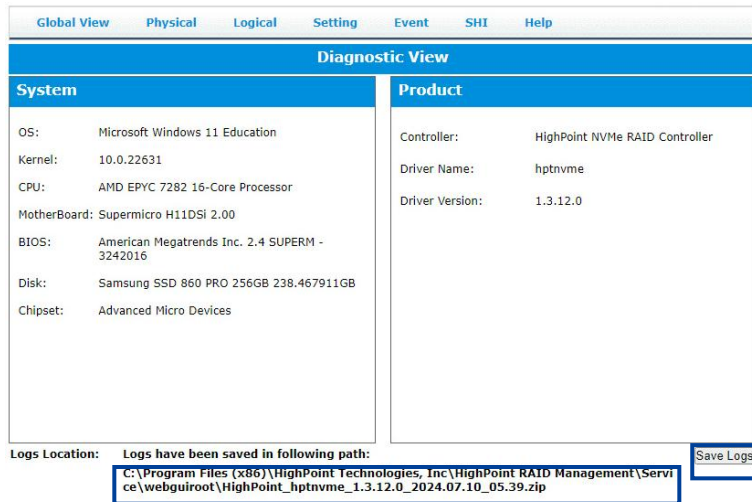 Global View Physical Logical Setting Event SHI Help
Diagnostic View
System
OS: Microsoft Windows 11 Education
Kernel: 10.0.22631
CPU: AMD EPYC 7282 16-Core Processor
MotherBoard: Supermicro H11DSi 2.00
BIOS: American Megatrends Inc. 2.4 SUPERM -
3242016
Disk: Samsung SSD 860 PRO 256GB 238.467911GB
Chipset: Advanced Micro Devices
Product
Controller: HighPoint NVMe RAID Controller
Driver Name: hptnvme
Driver Version: 1.3.12.0
Logs Location: Logs have been saved in following path:
C:\Program Files (x86)\HighPoint Technologies, Inc\HighPoint RAID Management\Servi
ce\webguiroot\HighPoint_hptnvme_1.3.12.0_2024.07.10_05.39.zip
Save Logs